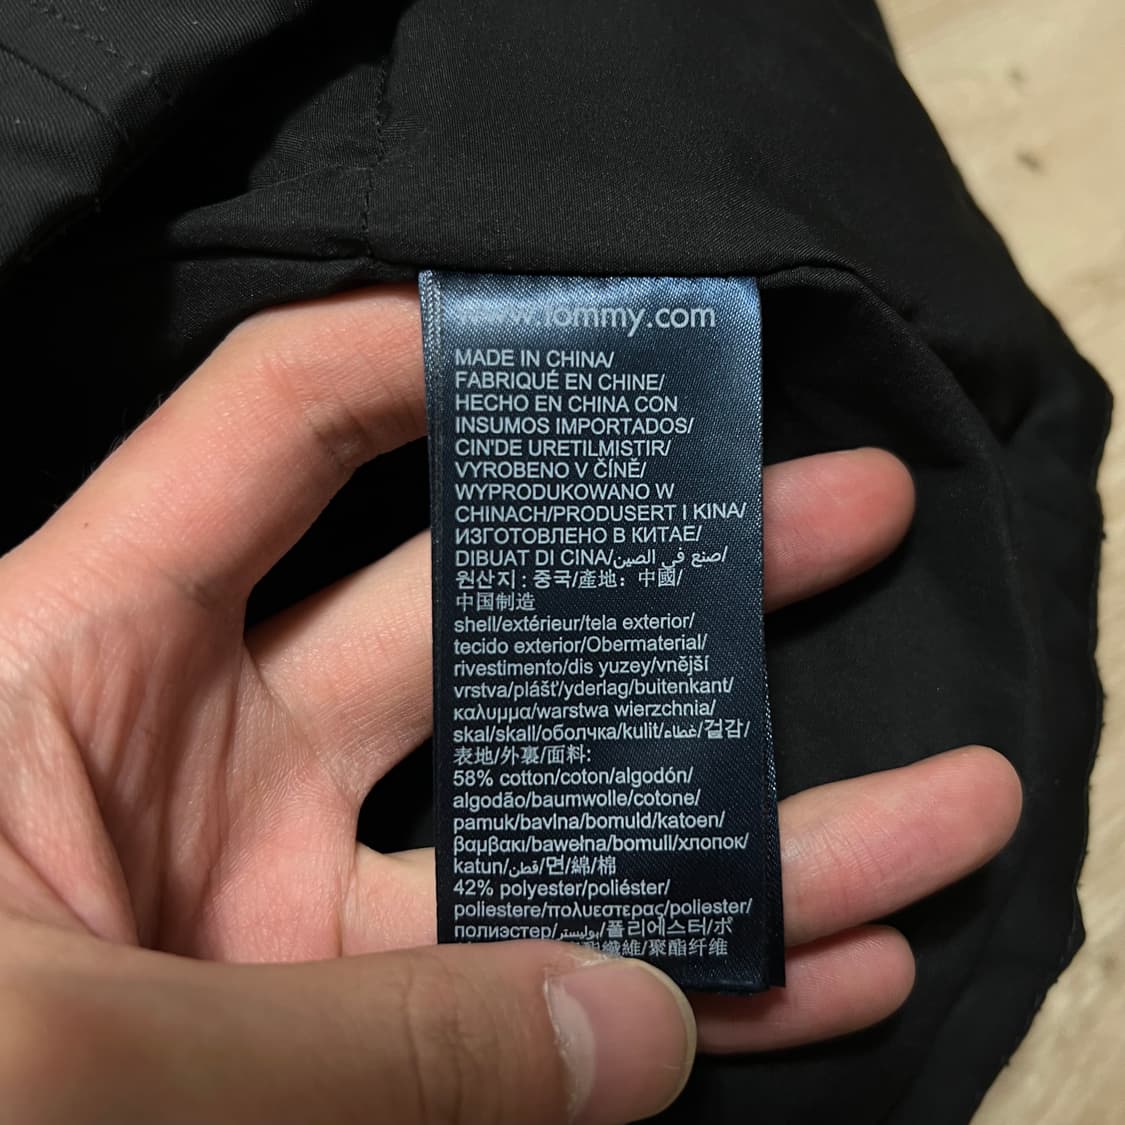 www.tommy.com
MADE IN CHINA/
FABRIQUÉ EN CHINE/
HECHO EN CHINA CON
INSUMOS IMPORTADOS/
CIN'DE URETILMISTIR/
VYROBENO V ČÍNĚ/
WYPRODUKOWANO W
CHINACH/PRODUSERT I KINA/
ИЗГОТОВЛЕНО В КИТАЕ/
DIBUAT DI CINA/صنع في الصين/
원산지 : 중국/產地：中國/
中国制造
shell/extérieur/tela exterior/
tecido exterior/Obermaterial/
rivestimento/dis yuzey/vnější
vrstva/plášť/yderlag/buitenkant/
καλυμμα/warstwa wierzchnia/
skal/skall/оболчка/kulit/غطاء/겉감/
表地/外裏/面料:
58% cotton/coton/algodón/
algodão/baumwolle/cotone/
pamuk/bavlna/bomuld/katoen/
βαμβακι/bawełna/bomull/хлопок/
katun/قطن/면/綿/棉
42% polyester/poliéster/
poliestere/πολυεστερας/poliester/
полиэстер/بوليستر/폴리에스터/ポ
纖維/聚酯纤维